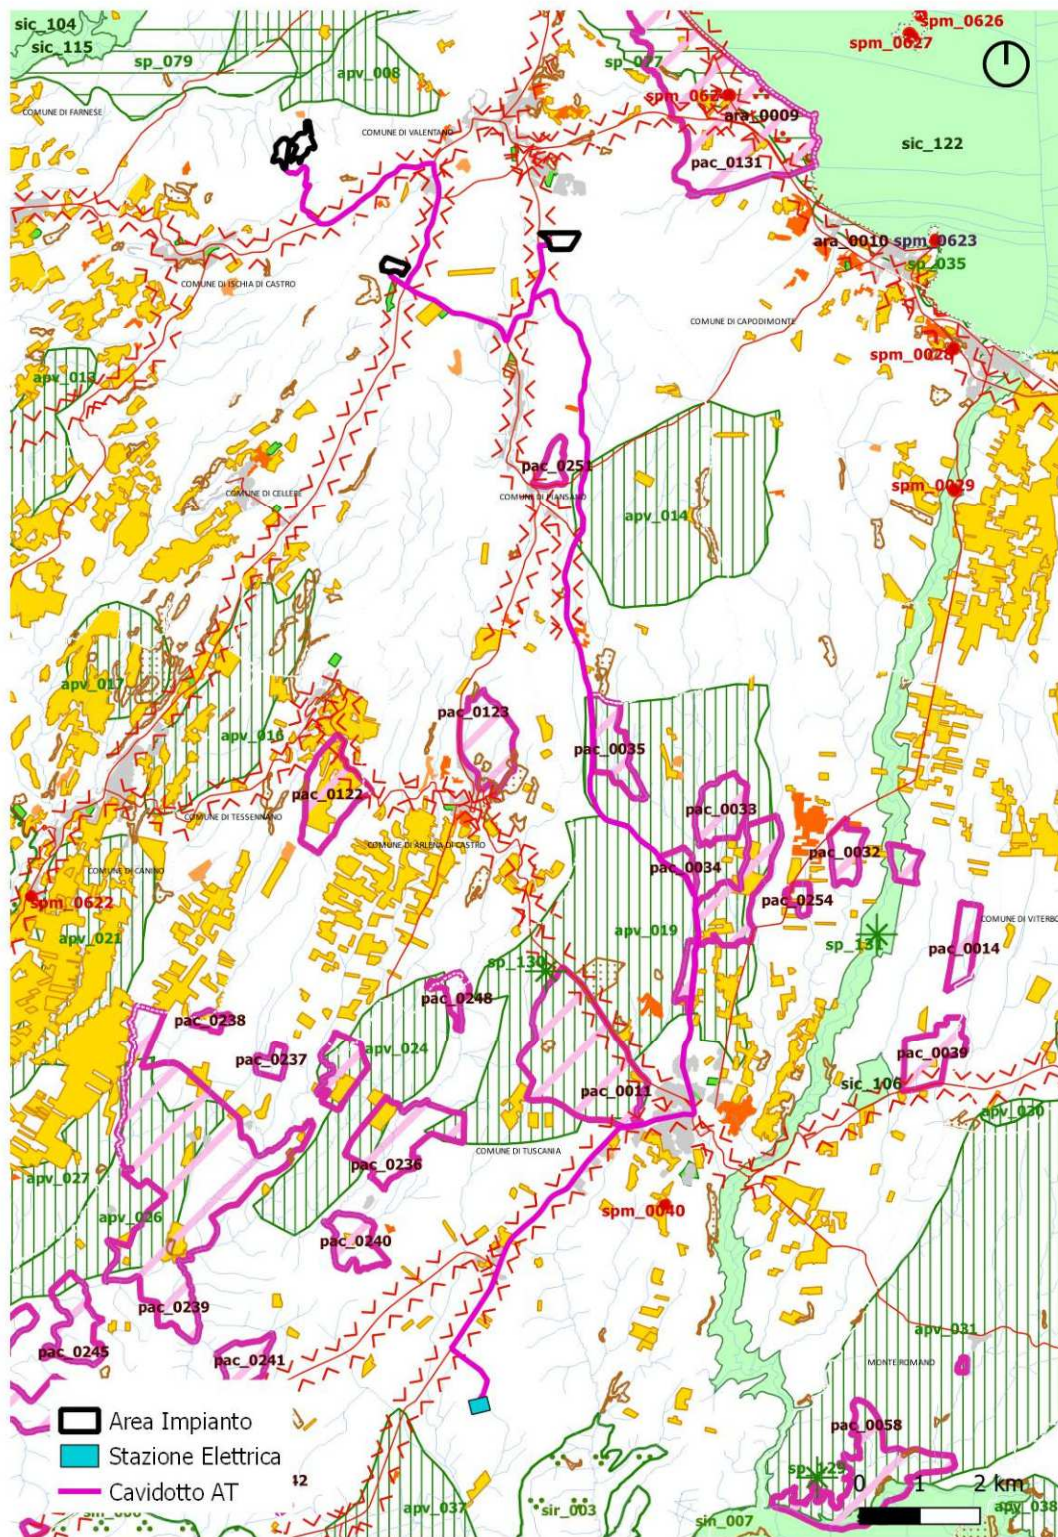 sic_104
sic_115
sp_079
apv_008
sp_027
spm_0626
spm_0627
COMUNE DI FARNESE
COMUNE DI VALENTANO
ara_0009
pac_0131
sic_122
ara_0010
spm_0623
sp_035
COMUNE DI ISCHIA DI CASTRO
COMUNE DI CAPODIMONTE
spm_0028
apv_013
pac_0251
COMUNE DI CELLERE
COMUNE DI PIANSANO
spm_0029
apv_014
apv_017
apv_016
pac_0123
pac_0035
pac_0122
pac_0033
COMUNE DI TESSENNANO
COMUNE DI ARLENA DI CASTRO
pac_0032
COMUNE DI CANINO
pac_0034
spm_0622
pac_0254
COMUNE DI VITERBO
apv_021
apv_019
sp_131
pac_0014
sp_130
pac_0248
pac_0238
pac_0237
apv_024
pac_0039
pac_0011
sic_106
apv_030
COMUNE DI TUSCANIA
pac_0236
apv_027
apv_026
spm_0040
pac_0240
pac_0239
apv_031
pac_0245
pac_0241
MONTE ROMANO
pac_0058
Area Impianto
Stazione Elettrica
Cavidotto AT
sp_129
0 1 2 km
apv_037
sir_003
sin_007
apv_038